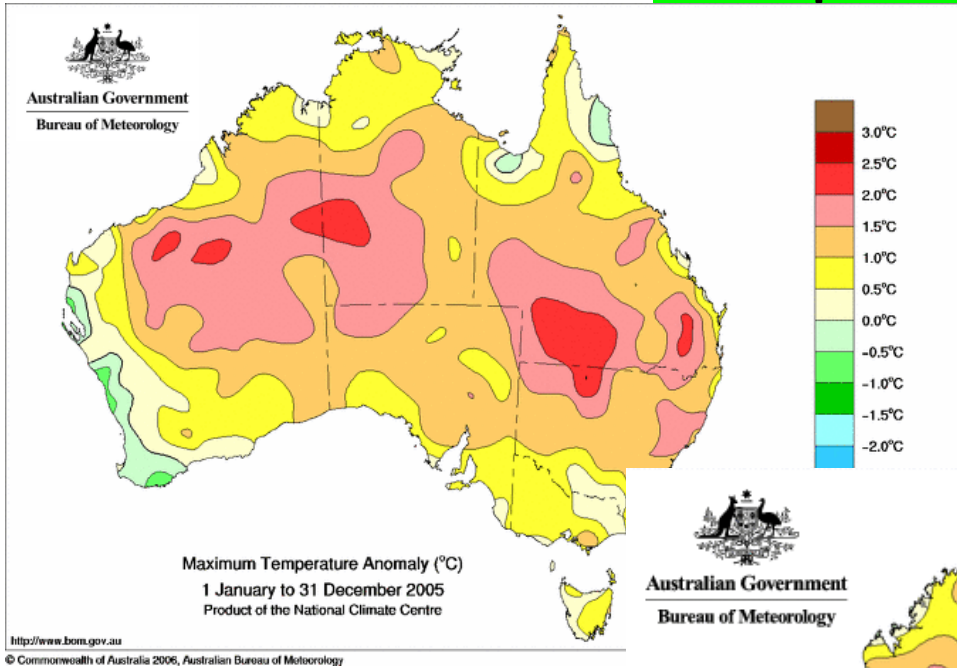 Australian Government
Bureau of Meteorology
3.0°C
2.5°C
2.0°C
1.5°C
1.0°C
0.5°C
0.0°C
-0.5°C
-1.0°C
-1.5°C
-2.0°C
Maximum Temperature Anomaly (°C)
1 January to 31 December 2005
Product of the National Climate Centre
http://www.bom.gov.au
© Commonwealth of Australia 2006, Australian Bureau of Meteorology
Australian Government
Bureau of Meteorology